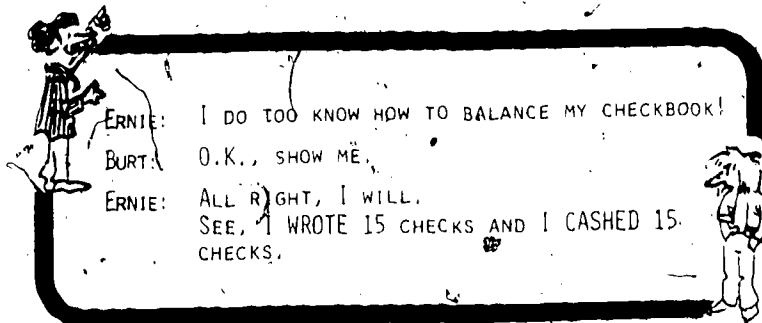 ERNIE: I DO TOO KNOW HOW TO BALANCE MY CHECKBOOK!
BURT: O.K., SHOW ME.
ERNIE: ALL RIGHT, I WILL.
SEE, I WROTE 15 CHECKS AND I CASHED 15
CHECKS.